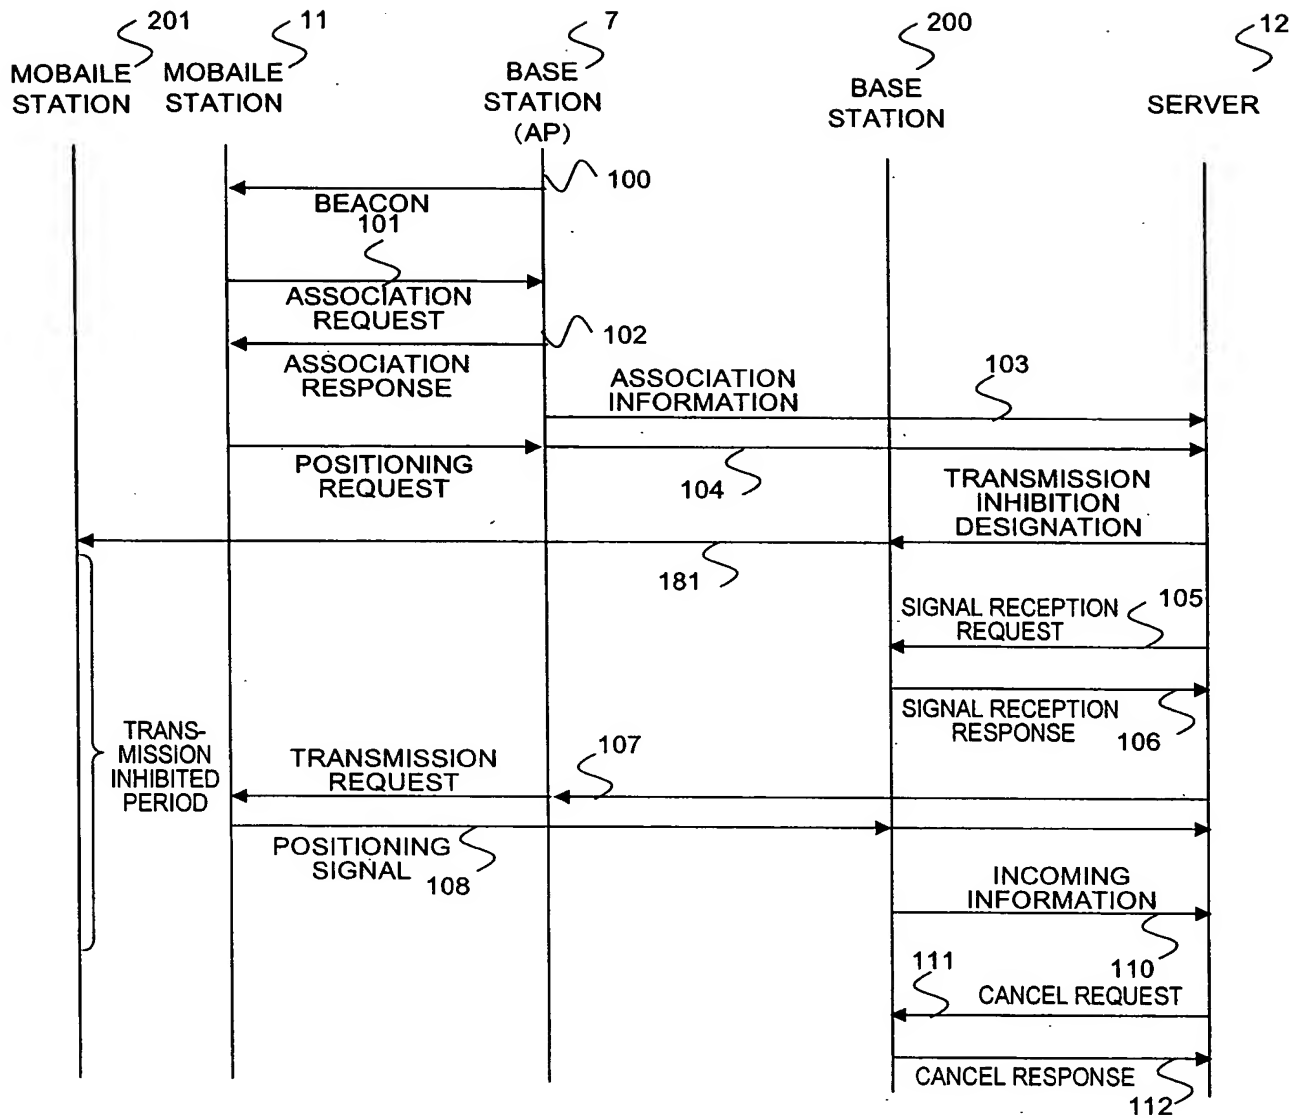 201
11
7
200
12
MOBAILE
STATION
MOBAILE
STATION
BASE
STATION
(AP)
BASE
STATION
SERVER
100
BEACON
101
ASSOCIATION
REQUEST
102
ASSOCIATION
RESPONSE
ASSOCIATION
INFORMATION
103
POSITIONING
REQUEST
104
TRANSMISSION
INHIBITION
DESIGNATION
181
SIGNAL RECEPTION
REQUEST
105
SIGNAL RECEPTION
RESPONSE
106
TRANS-
MISSION
INHIBITED
PERIOD
TRANSMISSION
REQUEST
107
POSITIONING
SIGNAL
108
INCOMING
INFORMATION
110
111
CANCEL REQUEST
CANCEL RESPONSE
112